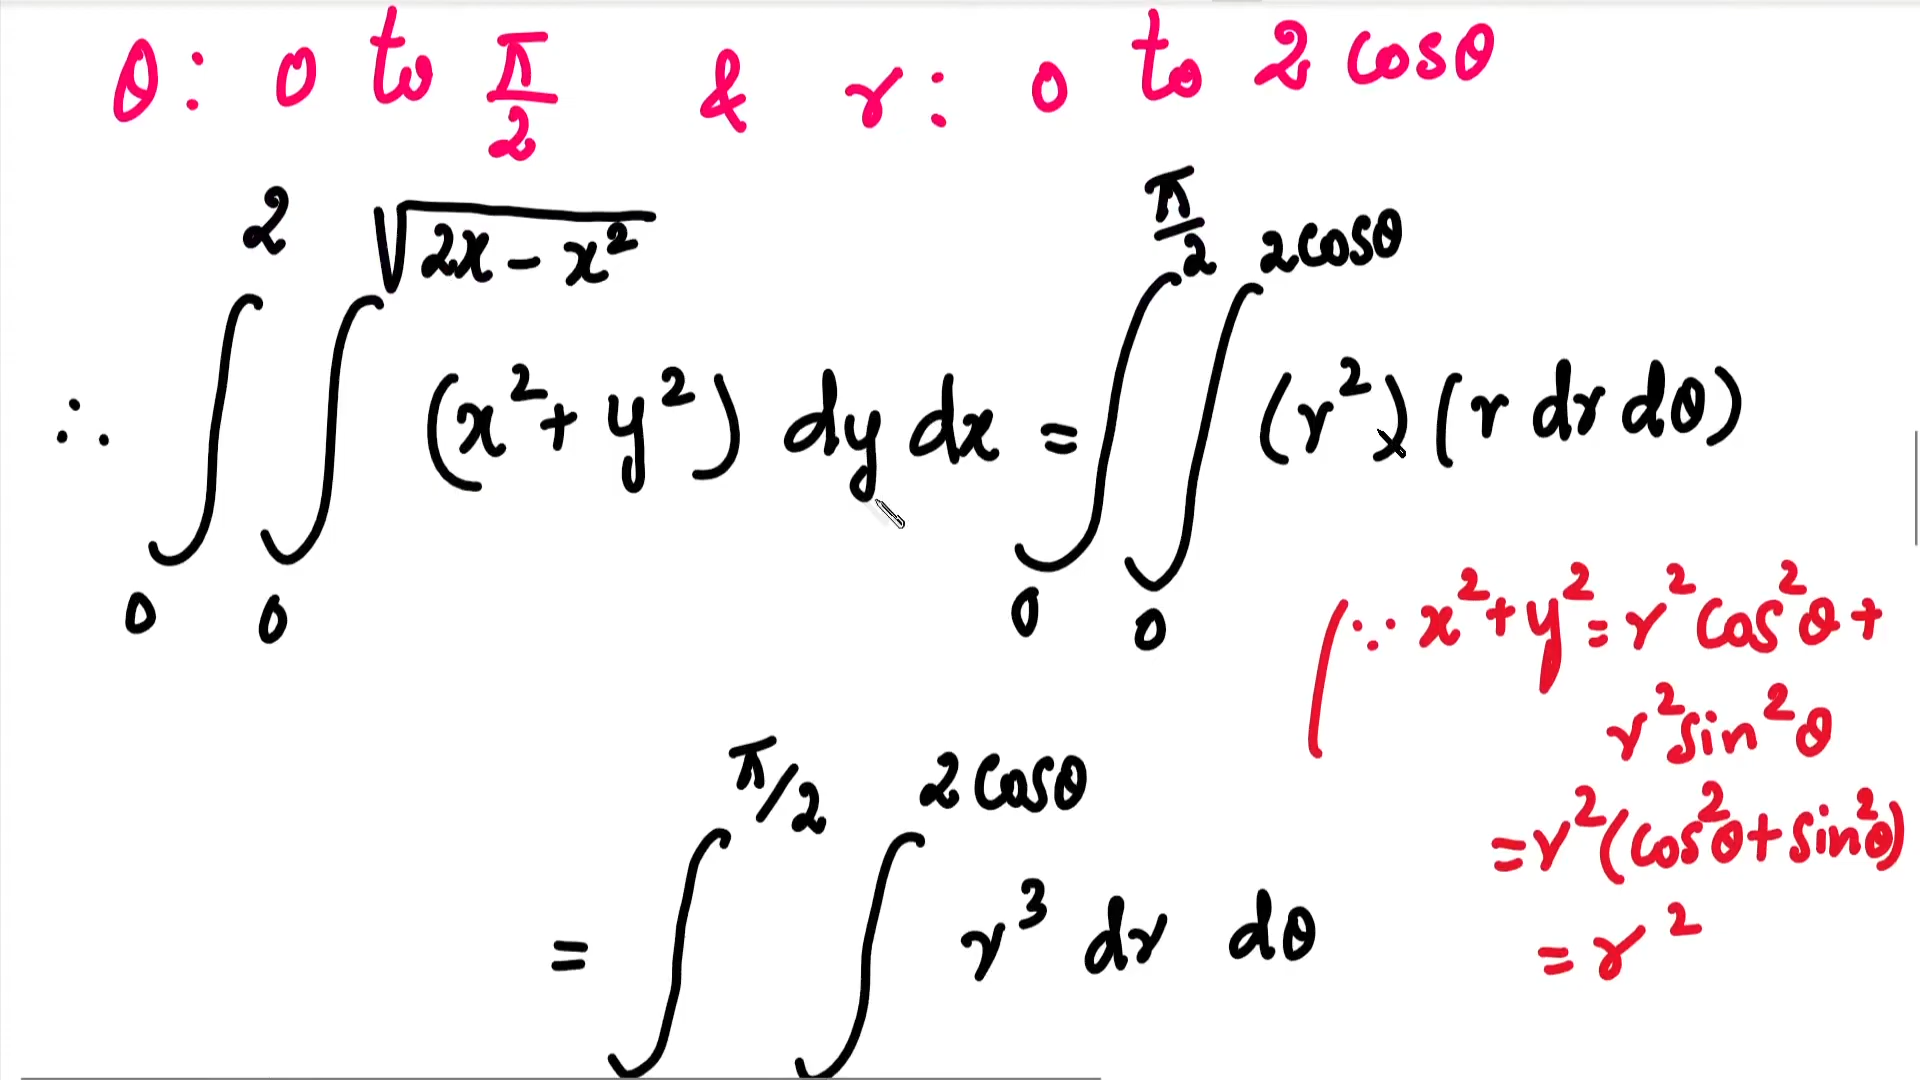 θ: 0 to π/2 & r: 0 to 2 cosθ
∴ ∫₀² ∫₀^√(2x - x²) (x² + y²) dy dx = ∫₀^π/2 ∫₀^2cosθ (r²) (r dr dθ)
(∵ x² + y² = r² cos²θ +
r² sin²θ
= r² (cos²θ + sin²θ)
= r²
= ∫^π/2 ∫^2cosθ r³ dr dθ